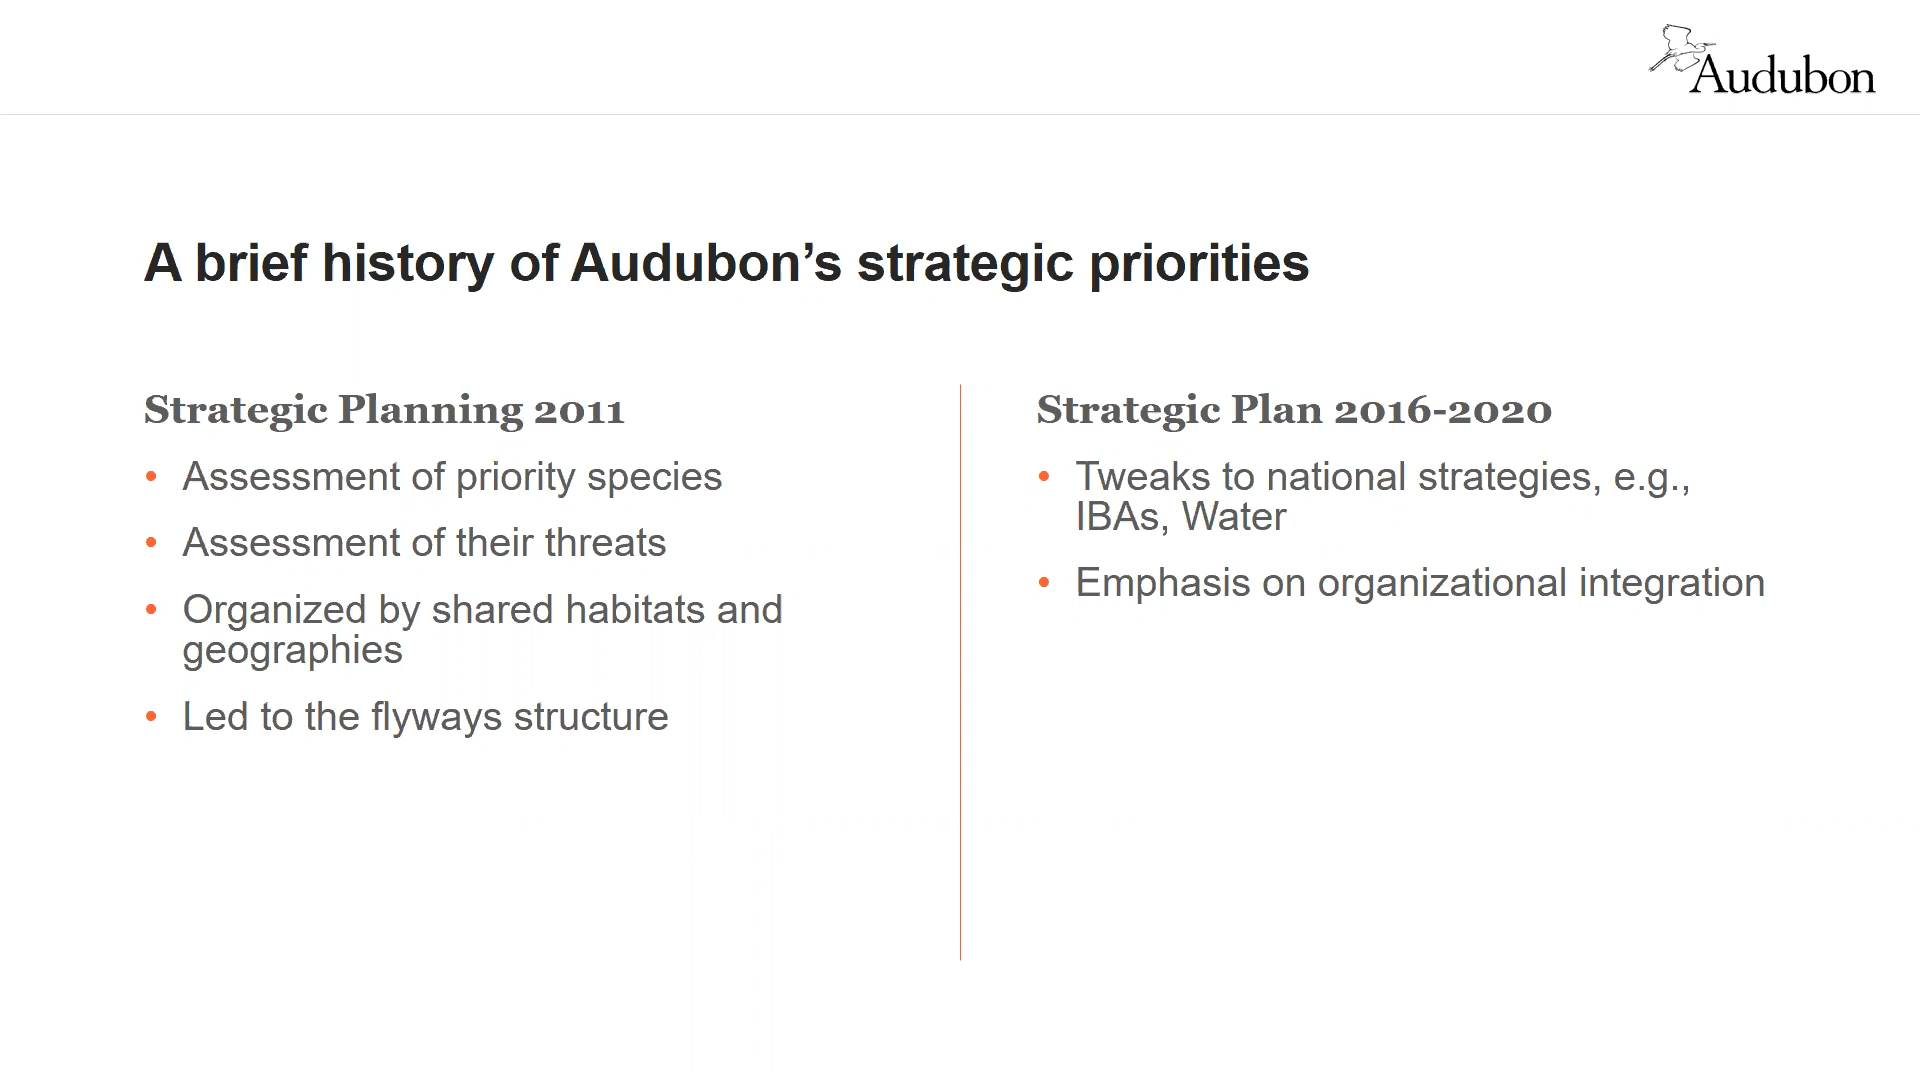 Audubon
A brief history of Audubon’s strategic priorities
Strategic Planning 2011
• Assessment of priority species
• Assessment of their threats
• Organized by shared habitats and
geographies
• Led to the flyways structure
Strategic Plan 2016-2020
• Tweaks to national strategies, e.g.,
IBAs, Water
• Emphasis on organizational integration